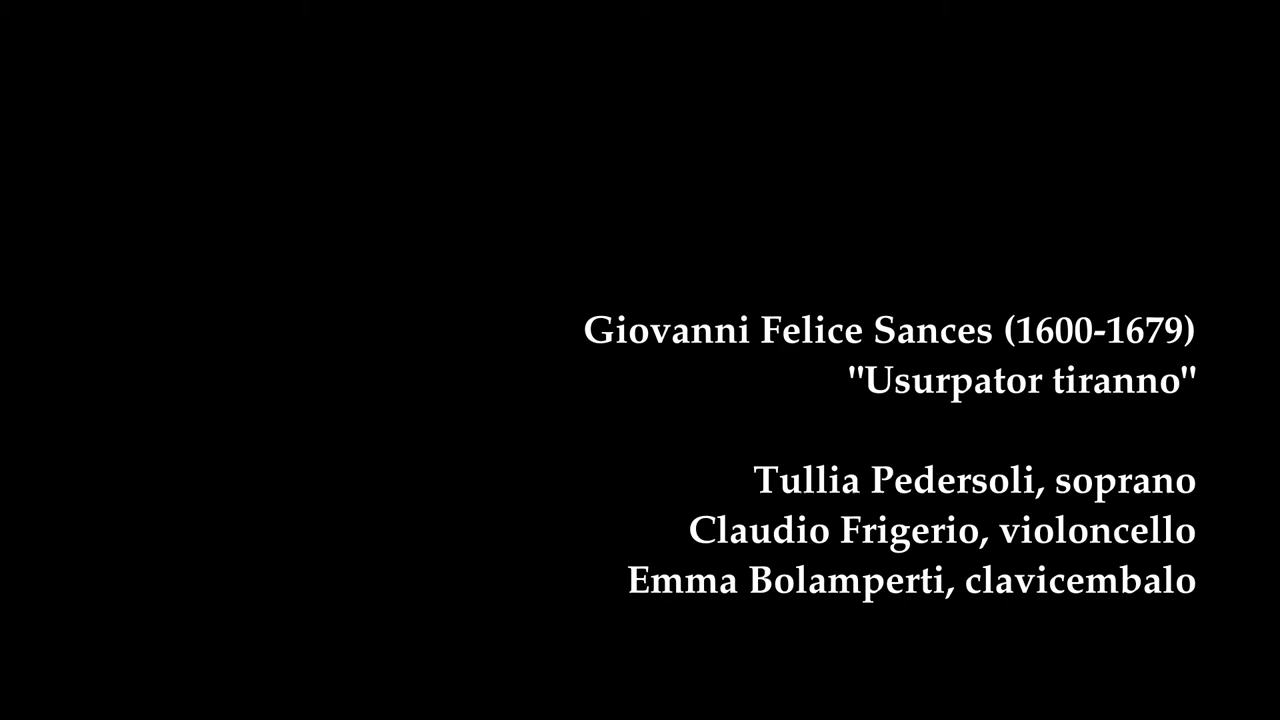 Giovanni Felice Sances (1600-1679)
"Usurpator tiranno"
Tullia Pedersoli, soprano
Claudio Frigerio, violoncello
Emma Bolamperti, clavicembalo